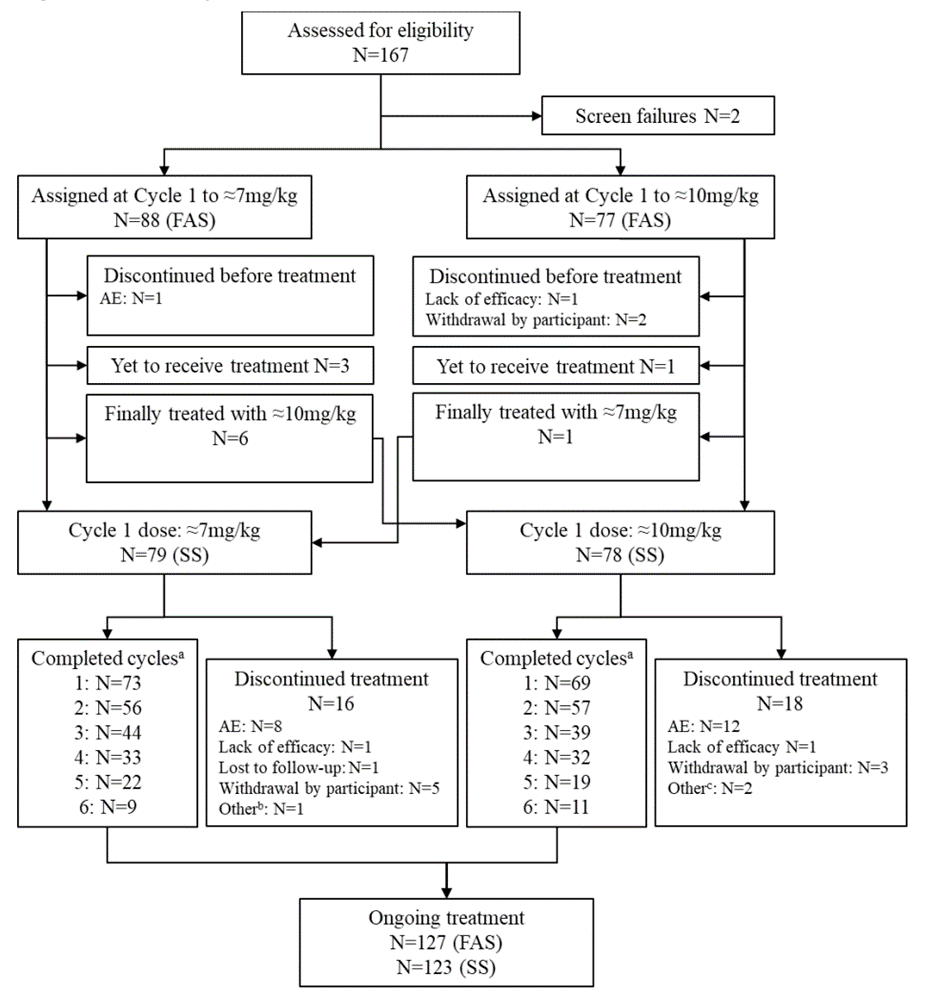 Assessed for eligibility
N=167
Screen failures N=2
Assigned at Cycle 1 to ≈7mg/kg
N=88 (FAS)
Assigned at Cycle 1 to ≈10mg/kg
N=77 (FAS)
Discontinued before treatment
AE: N=1
Discontinued before treatment
Lack of efficacy: N=1
Withdrawal by participant: N=2
Yet to receive treatment N=3
Yet to receive treatment N=1
Finally treated with ≈10mg/kg
N=6
Finally treated with ≈7mg/kg
N=1
Cycle 1 dose: ≈7mg/kg
N=79 (SS)
Cycle 1 dose: ≈10mg/kg
N=78 (SS)
Completed cyclesᵃ
1: N=73
2: N=56
3: N=44
4: N=33
5: N=22
6: N=9
Discontinued treatment
N=16
AE: N=8
Lack of efficacy: N=1
Lost to follow-up: N=1
Withdrawal by participant: N=5
Otherᵇ: N=1
Completed cyclesᵃ
1: N=69
2: N=57
3: N=39
4: N=32
5: N=19
6: N=11
Discontinued treatment
N=18
AE: N=12
Lack of efficacy N=1
Withdrawal by participant: N=3
Otherᶜ: N=2
Ongoing treatment
N=127 (FAS)
N=123 (SS)